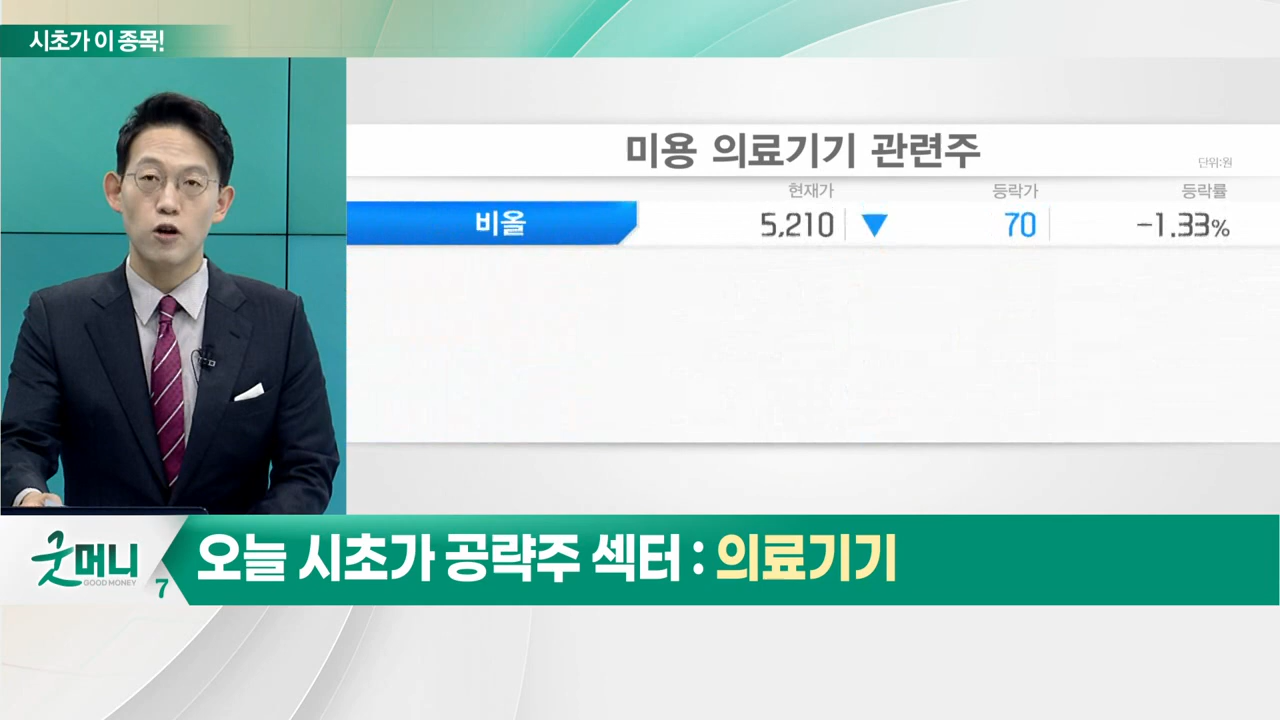 시초가 이 종목!
미용 의료기기 관련주
단위:원
현재가 등락가 등락률
비올 5,210 ▼ 70 -1.33%
굿머니
GOOD MONEY
7
오늘 시초가 공략주 섹터 : 의료기기